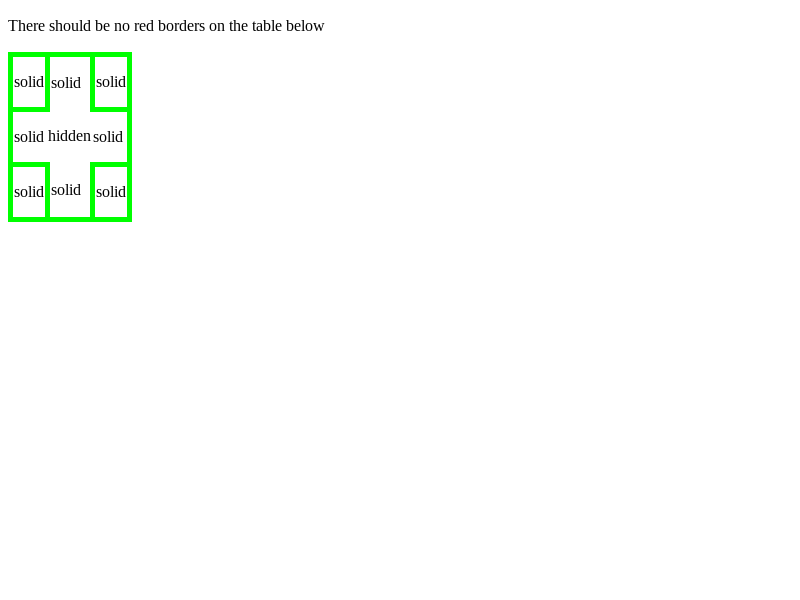 There should be no red borders on the table below
solid solid solid
solid hidden solid
solid solid solid